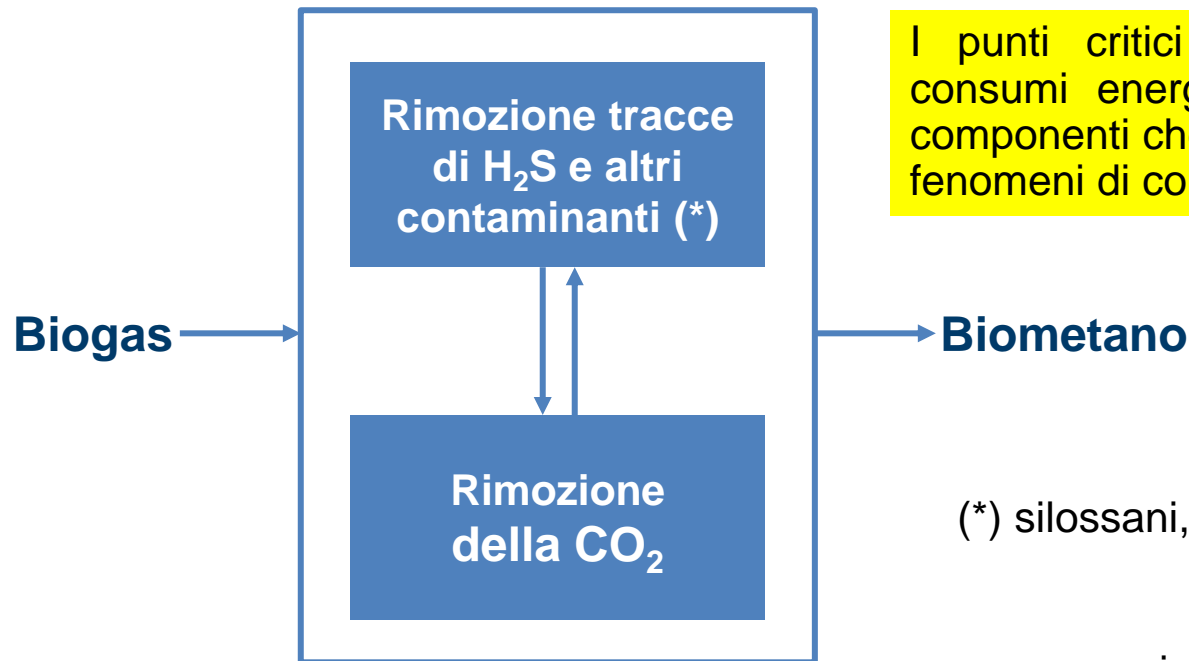 I punti critici
consumi energ
componenti ch
fenomeni di co
Rimozione tracce
di H₂S e altri
contaminanti (*)
Biogas
Biometano
Rimozione
della CO₂
(*) silossani,
.